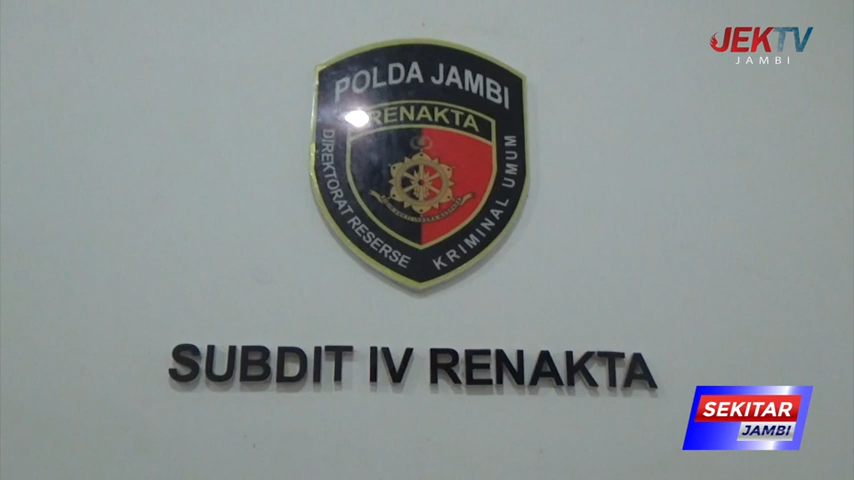 JEKTV
JAMBI
POLDA JAMBI
RENAKTA
DIREKTORAT RESERSE KRIMINAL UMUM
SUBDIT IV RENAKTA
SEKITAR
JAMBI